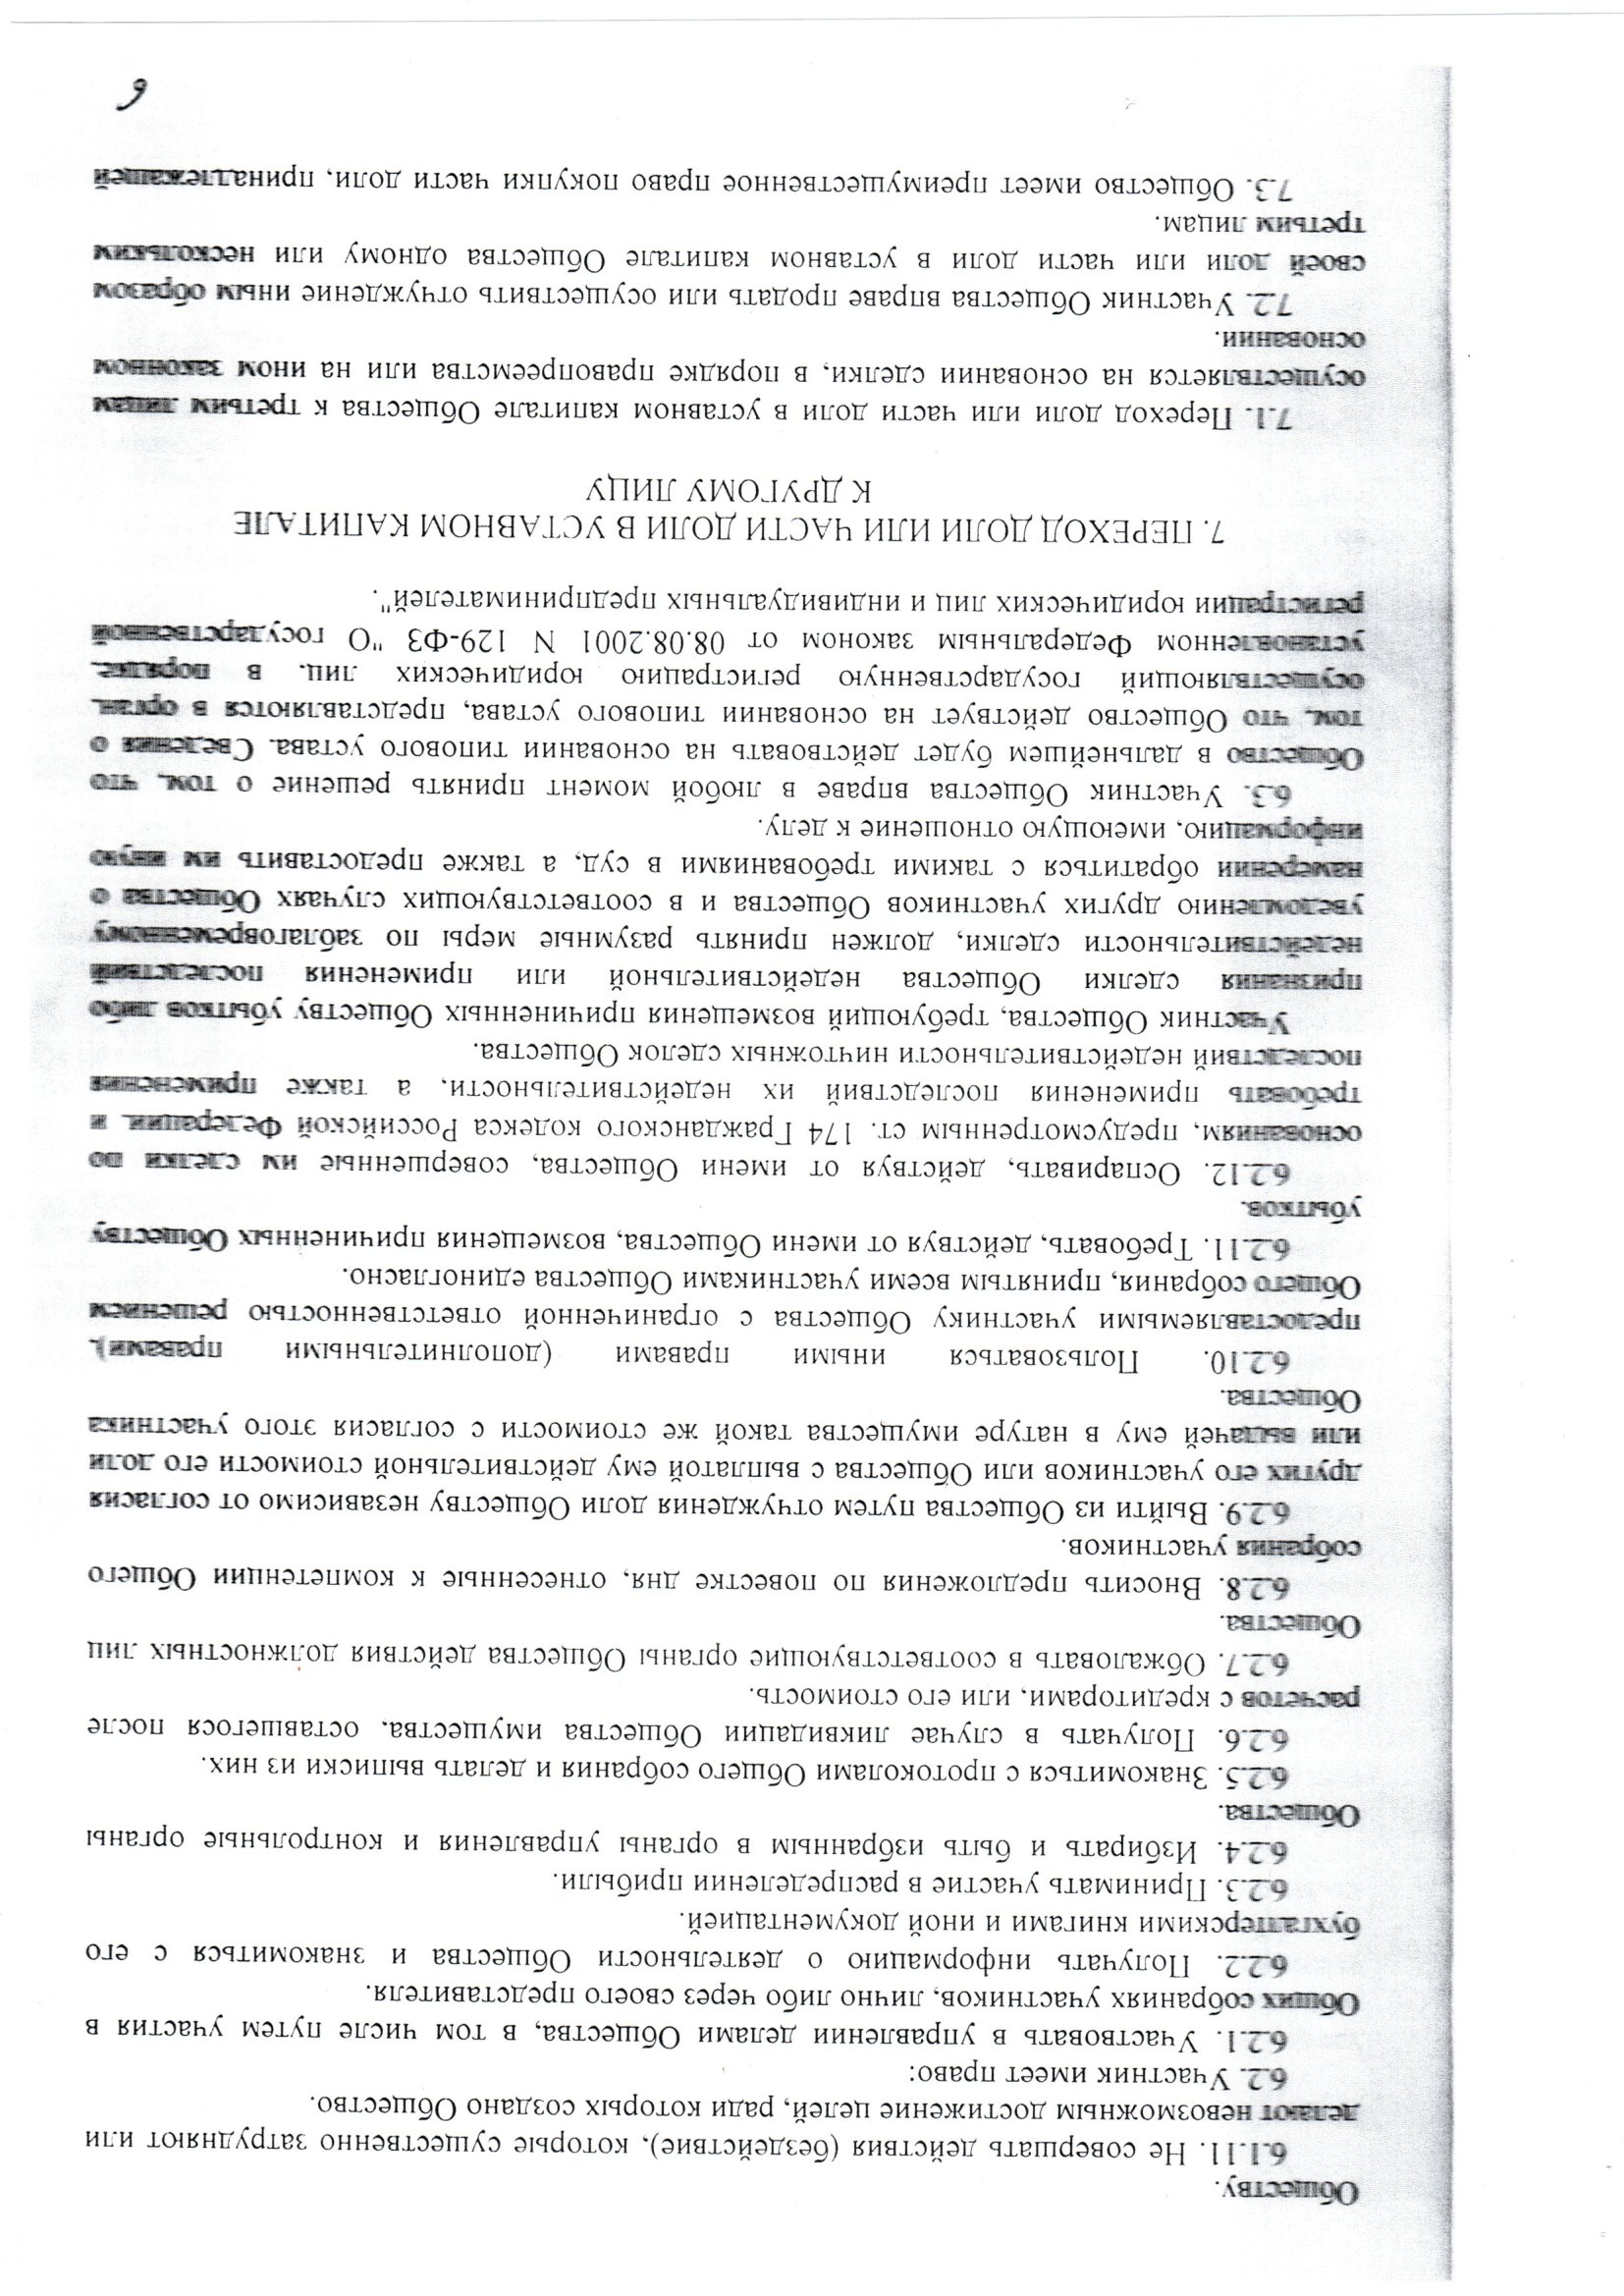 Обществу.
6.1.11. Не совершать действия (бездействие), которые существенно затрудняют или
делают невозможным достижение целей, ради которых создано Общество.
6.2. Участник имеет право:
6.2.1. Участвовать в управлении делами Общества, в том числе путем участия в
Общих собраниях участников, лично либо через своего представителя.
6.2.2. Получать информацию о деятельности Общества и знакомиться с его
бухгалтерскими книгами и иной документацией.
6.2.3. Принимать участие в распределении прибыли.
6.2.4. Избирать и быть избранным в органы управления и контрольные органы
Общества.
6.2.5. Знакомиться с протоколами Общего собрания и делать выписки из них.
6.2.6. Получать в случае ликвидации Общества имущества, оставшегося после
расчетов с кредиторами, или его стоимость.
6.2.7. Обжаловать в соответствующие органы Общества действия должностных лиц
Общества.
6.2.8. Вносить предложения по повестке дня, отнесенные к компетенции Общего
собрания участников.
6.2.9. Выйти из Общества путем отчуждения доли Обществу независимо от согласия
других его участников или Общества с выплатой ему действительной стоимости его доли
или выдачей ему в натуре имущества такой же стоимости с согласия этого участника
Общества.
6.2.10. Пользоваться иными правами (дополнительными правами),
предоставляемыми участнику Общества с ограниченной ответственностью решением
Общего собрания, принятым всеми участниками Общества единогласно.
6.2.11. Требовать, действуя от имени Общества, возмещения причиненных Обществу
убытков.
6.2.12. Оспаривать, действуя от имени Общества, совершенные им сделки по
основаниям, предусмотренным ст. 174 Гражданского кодекса Российской Федерации, и
требовать применения последствий их недействительности, а также применения
последствий недействительности ничтожных сделок Общества.
Участник Общества, требующий возмещения причиненных Обществу убытков либо
признания сделки Общества недействительной или применения последствий
недействительности сделки, должен принять разумные меры по заблаговременному
уведомлению других участников Общества и в соответствующих случаях Общества о
намерении обратиться с такими требованиями в суд, а также предоставить им иную
информацию, имеющую отношение к делу.
6.3. Участник Общества вправе в любой момент принять решение о том, что
Общество в дальнейшем будет действовать на основании типового устава. Сведения о
том, что Общество действует на основании типового устава, представляются в орган,
осуществляющий государственную регистрацию юридических лиц, в порядке,
установленном Федеральным законом от 08.08.2001 N 129-ФЗ "О государственной
регистрации юридических лиц и индивидуальных предпринимателей".
7. ПЕРЕХОД ДОЛИ ИЛИ ЧАСТИ ДОЛИ В УСТАВНОМ КАПИТАЛЕ
К ДРУГОМУ ЛИЦУ
7.1. Переход доли или части доли в уставном капитале Общества к третьим лицам
осуществляется на основании сделки, в порядке правопреемства или на ином законном
основании.
7.2. Участник Общества вправе продать или осуществить отчуждение иным образом
своей доли или части доли в уставном капитале Общества одному или нескольким
третьим лицам.
7.3. Общество имеет преимущественное право покупки части доли, принадлежащей
6